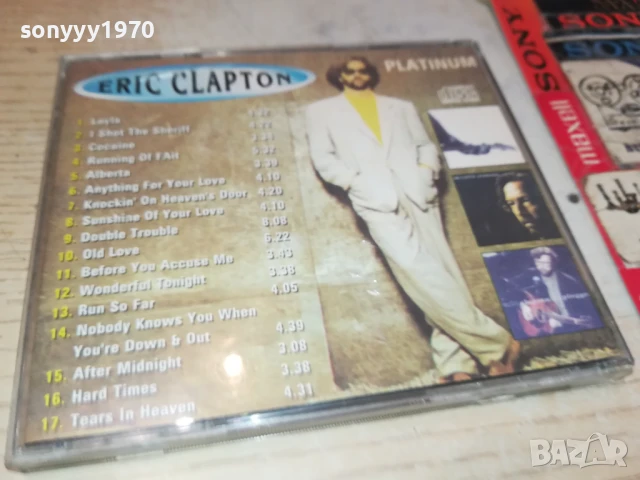 sonyyy1970
ERIC CLAPTON
PLATINUM
1. Layla
2. I Shot The Sheriff
3. Cocaine
4. Running Of FAit
5. Alberta 3.39
6. Anything For Your Love 4.10
7. Knockin' On Heaven's Door 4.20
8. Sunshine Of Your Love 4.10
9. Double Trouble 8.08
10. Old Love 6.22
11. Before You Accuse Me 3.43
12. Wonderful Tonight 3.38
13. Run So Far 4.05
14. Nobody Knows You When
You're Down & Out 4.39
15. After Midnight 3.08
16. Hard Times 3.38
17. Tears In Heaven 4.31
SONY
maxell
SONY
BAZAR